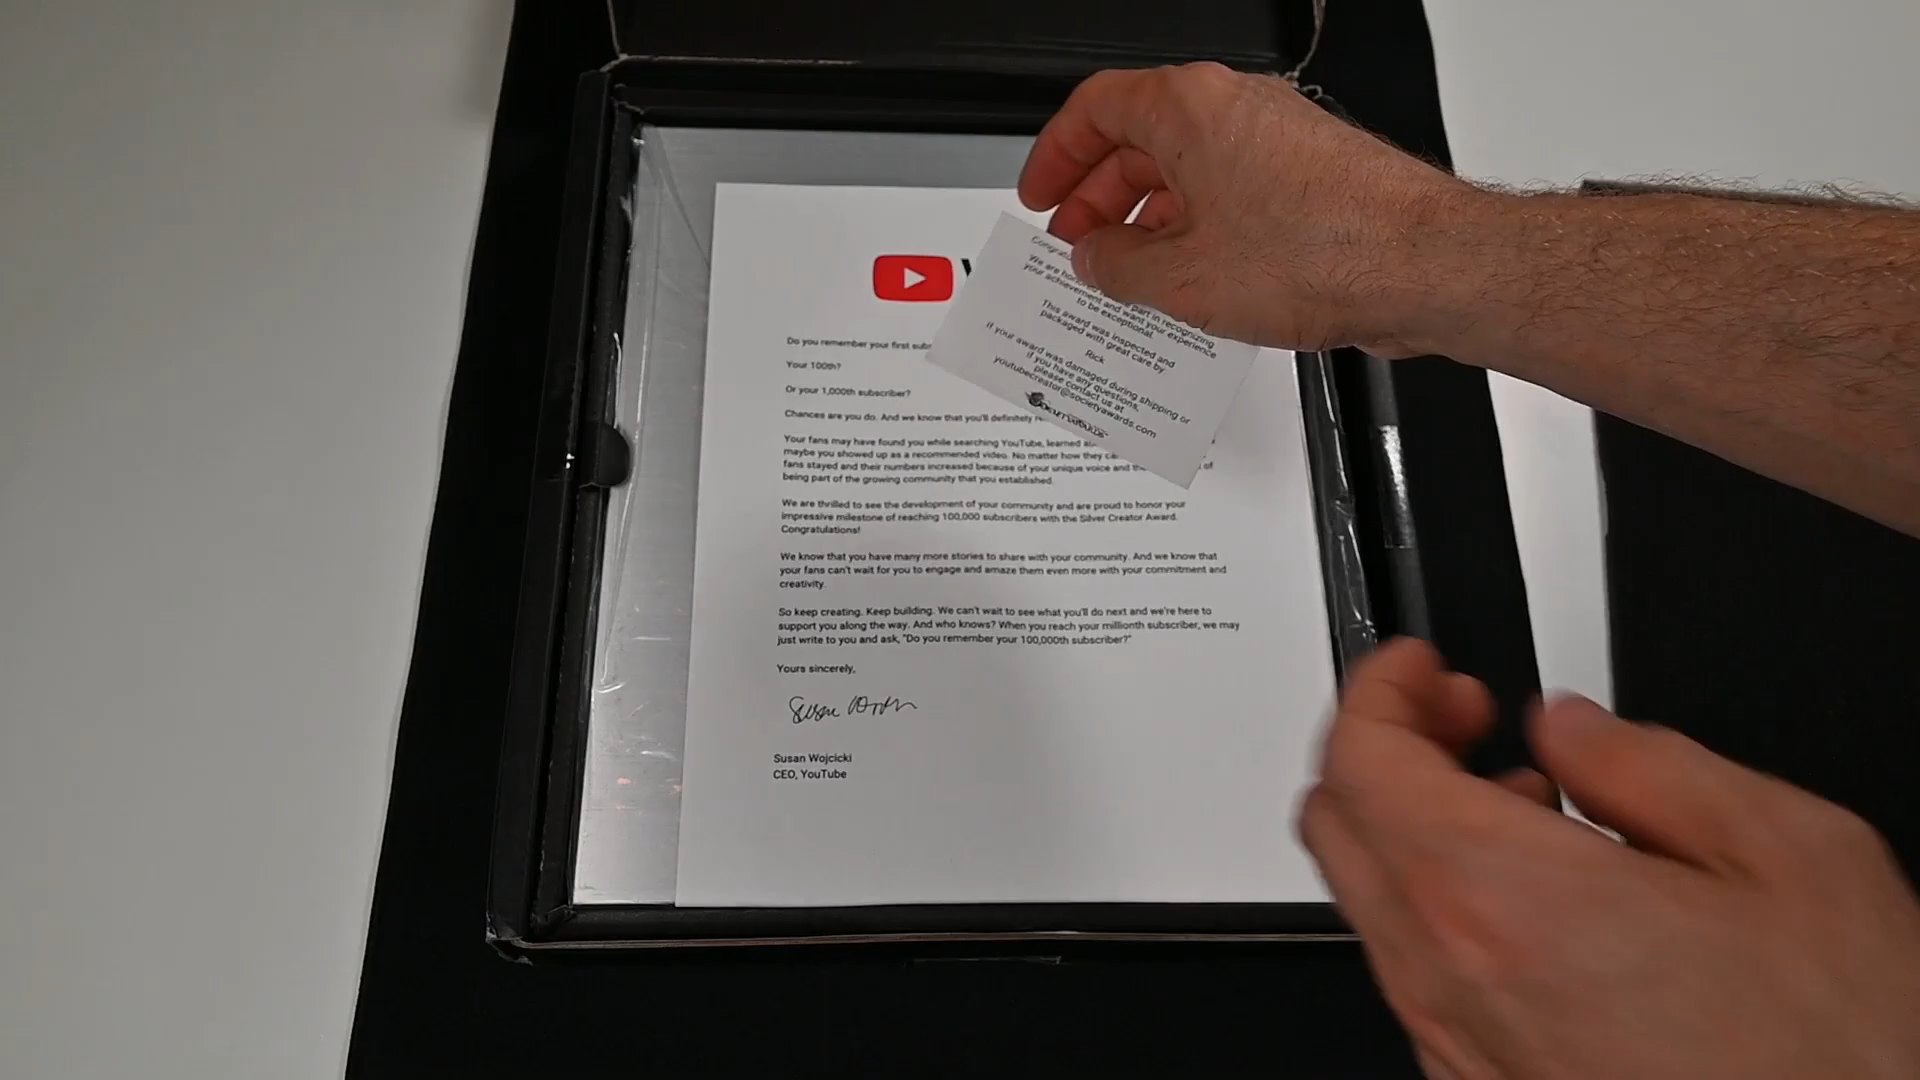 Do you remember your first
Your 100th?
Or your 1,000th subscriber?
Chances are you do. And we know that you'll definitely
Your fans may have found you while searching YouTube, learned
maybe you showed up as a recommended video. No matter how they
fans stayed and their numbers increased because of your unique voice and of
being part of the growing community that you established.
We are thrilled to see the development of your community and are proud to honor your
impressive milestone of reaching 100,000 subscribers with the Silver Creator Award.
Congratulations!
We know that you have many more stories to share with your community. And we know that
your fans can't wait for you to engage and amaze them even more with your commitment and
creativity.
So keep creating. Keep building. We can't wait to see what you'll do next and we're here to
support you along the way. And who knows? When you reach your millionth subscriber, we may
just write to you and ask, "Do you remember your 100,000th subscriber?"
Yours sincerely,
Susan Wojcicki
CEO, YouTube
We are part in recognizing
your achievement and want your experience
to be exceptional.
This award was inspected and
packaged with great care by
Rick
If your award was damaged during shipping or
if you have any questions,
please contact us at
youtubecreator@societyawards.com